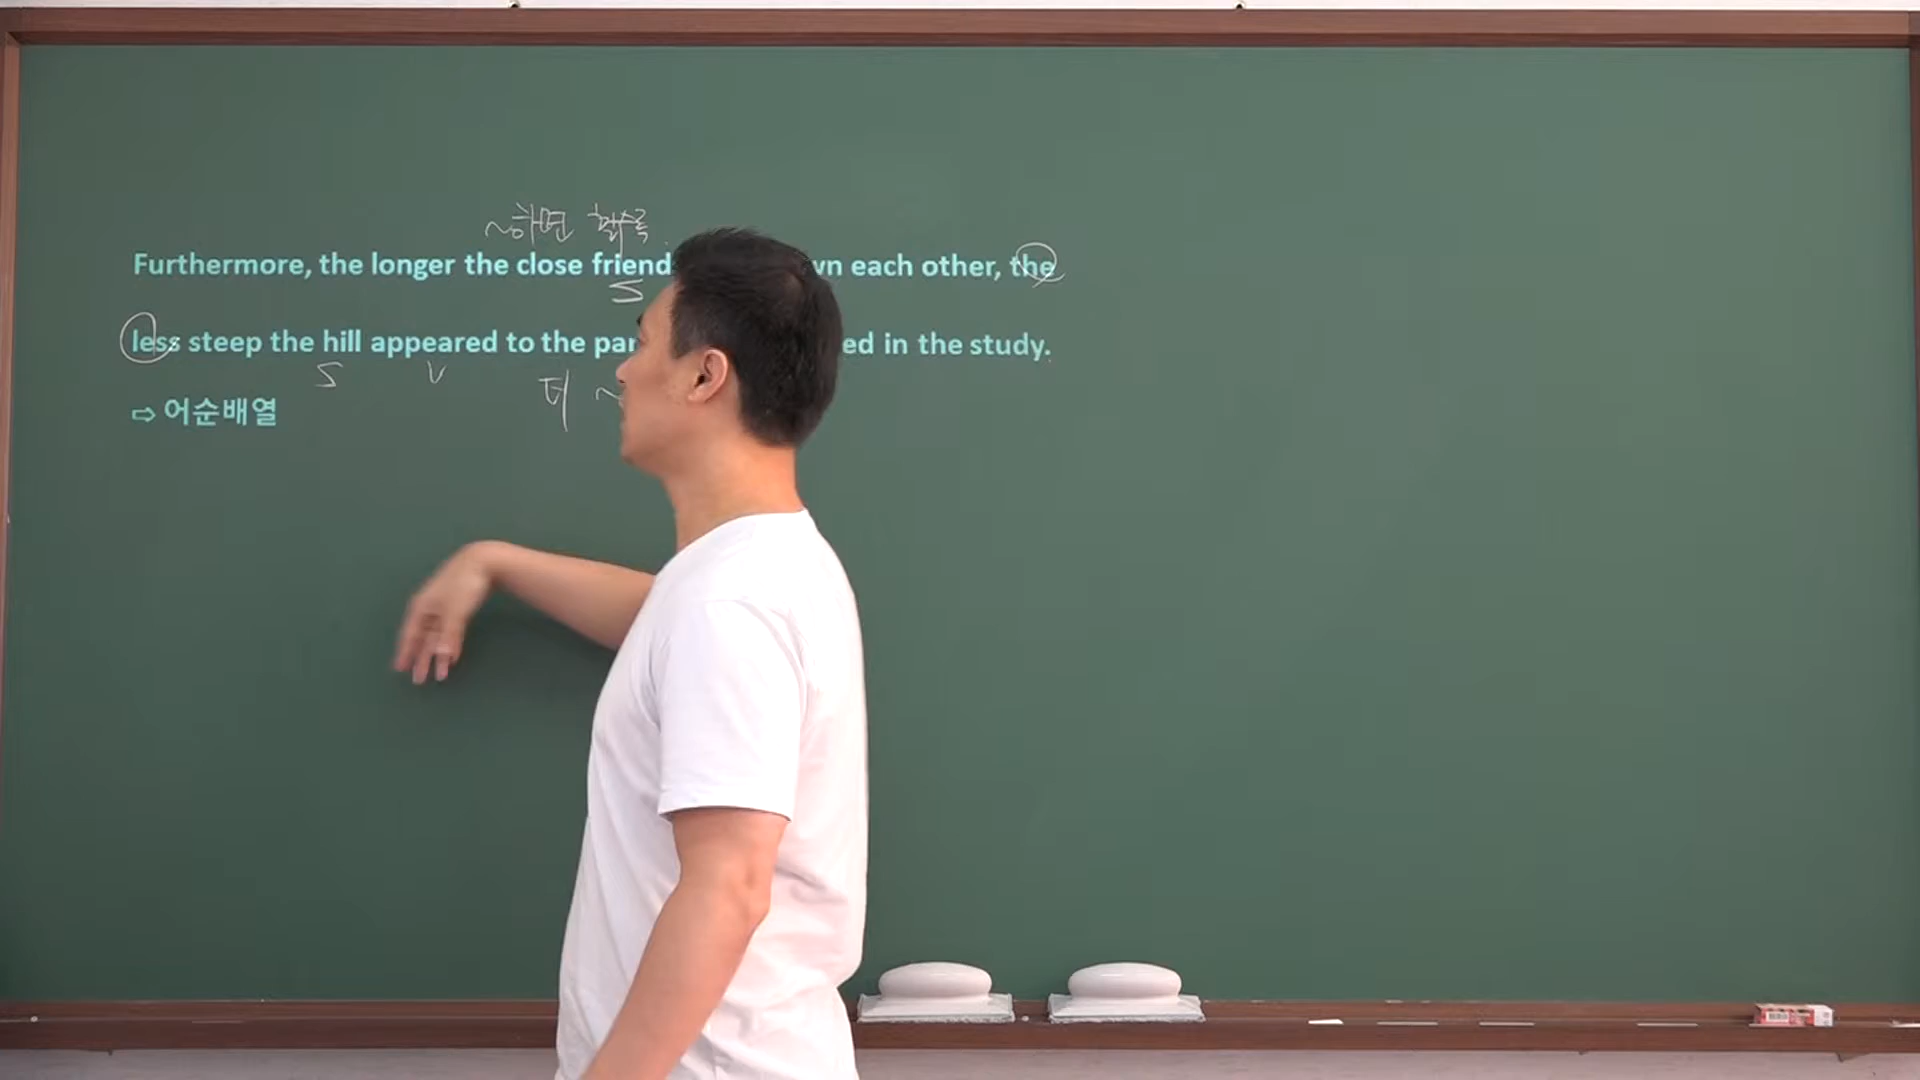 ~하면 할수록
Furthermore, the longer the close friend wn each other, the
S
less steep the hill appeared to the par ed in the study.
S V 더 ~
⇨ 어순배열